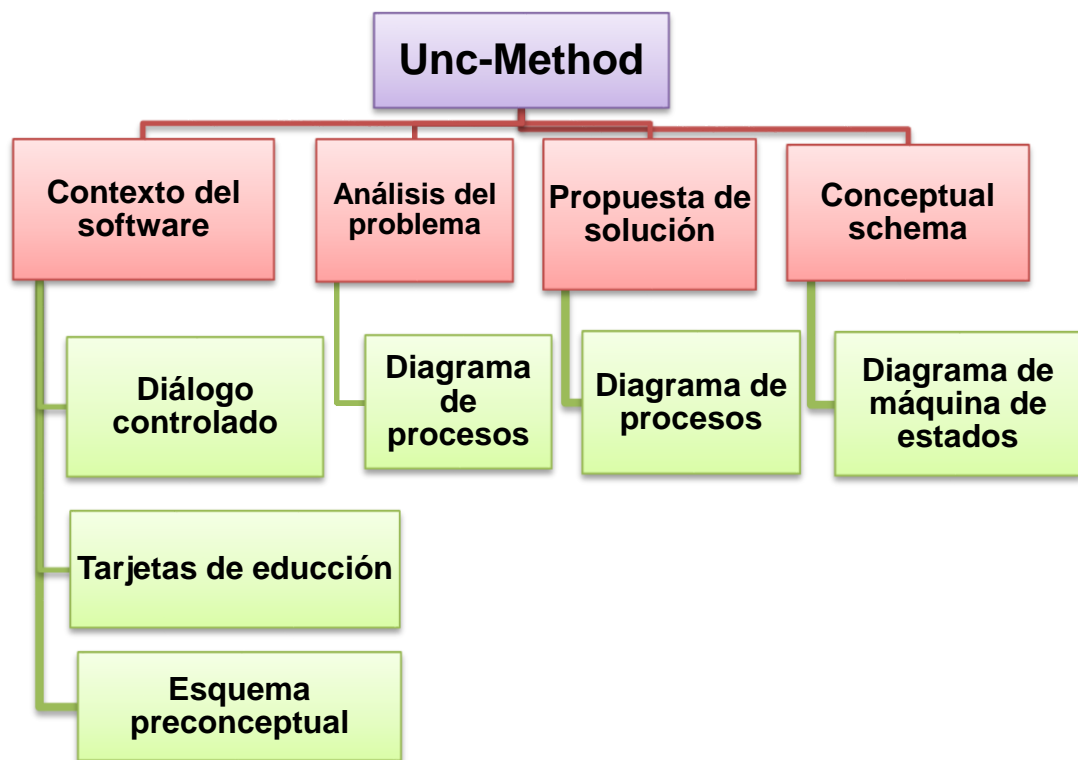 Unc-Method
Contexto del
software
Análisis del
problema
Propuesta de
solución
Conceptual
schema
Diálogo
controlado
Diagrama
de
procesos
Diagrama de
procesos
Diagrama de
máquina de
estados
Tarjetas de educción
Esquema
preconceptual